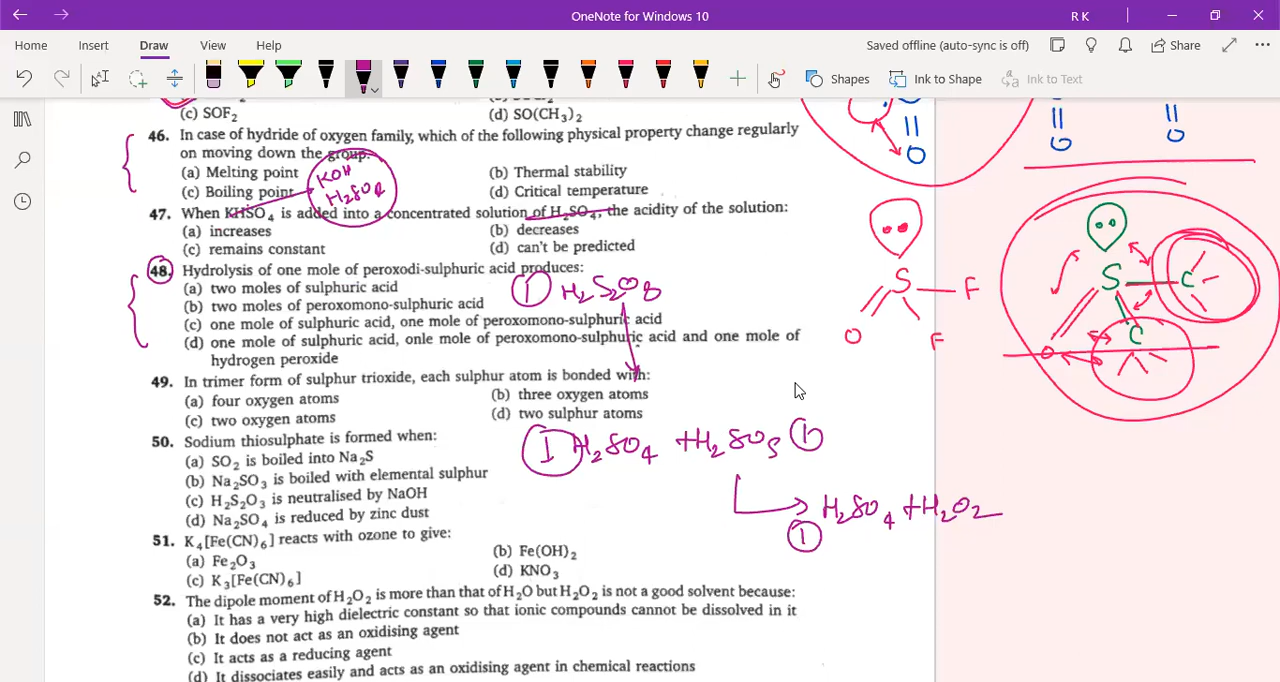 OneNote for Windows 10
R K
Home Insert Draw View Help
Saved offline (auto-sync is off)
Share
Shapes
Ink to Shape
Ink to Text
(c) SOF2
(d) SO(CH3)2
46. In case of hydride of oxygen family, which of the following physical property change regularly
on moving down the group.
(a) Melting point
(b) Thermal stability
(c) Boiling point
(d) Critical temperature
KOH
H2SO4
47. When KHSO4 is added into a concentrated solution of H2SO4, the acidity of the solution:
(a) increases
(b) decreases
(c) remains constant
(d) can't be predicted
48. Hydrolysis of one mole of peroxodi-sulphuric acid produces:
(a) two moles of sulphuric acid
(b) two moles of peroxomono-sulphuric acid
(c) one mole of sulphuric acid, one mole of peroxomono-sulphuric acid
(d) one mole of sulphuric acid, onle mole of peroxomono-sulphuric acid and one mole of
hydrogen peroxide
1 H2S2O8
49. In trimer form of sulphur trioxide, each sulphur atom is bonded with:
(a) four oxygen atoms
(b) three oxygen atoms
(c) two oxygen atoms
(d) two sulphur atoms
1 H2SO4 + H2SO5 1
H2SO4 + H2O2
1
50. Sodium thiosulphate is formed when:
(a) SO2 is boiled into Na2S
(b) Na2SO3 is boiled with elemental sulphur
(c) H2S2O3 is neutralised by NaOH
(d) Na2SO4 is reduced by zinc dust
51. K4[Fe(CN)6] reacts with ozone to give:
(a) Fe2O3
(b) Fe(OH)2
(c) K3[Fe(CN)6]
(d) KNO3
52. The dipole moment of H2O2 is more than that of H2O but H2O2 is not a good solvent because:
(a) It has a very high dielectric constant so that ionic compounds cannot be dissolved in it
(b) It does not act as an oxidising agent
(c) It acts as a reducing agent
(d) It dissociates easily and acts as an oxidising agent in chemical reactions
O
O
O
S F
O F
S C
O C